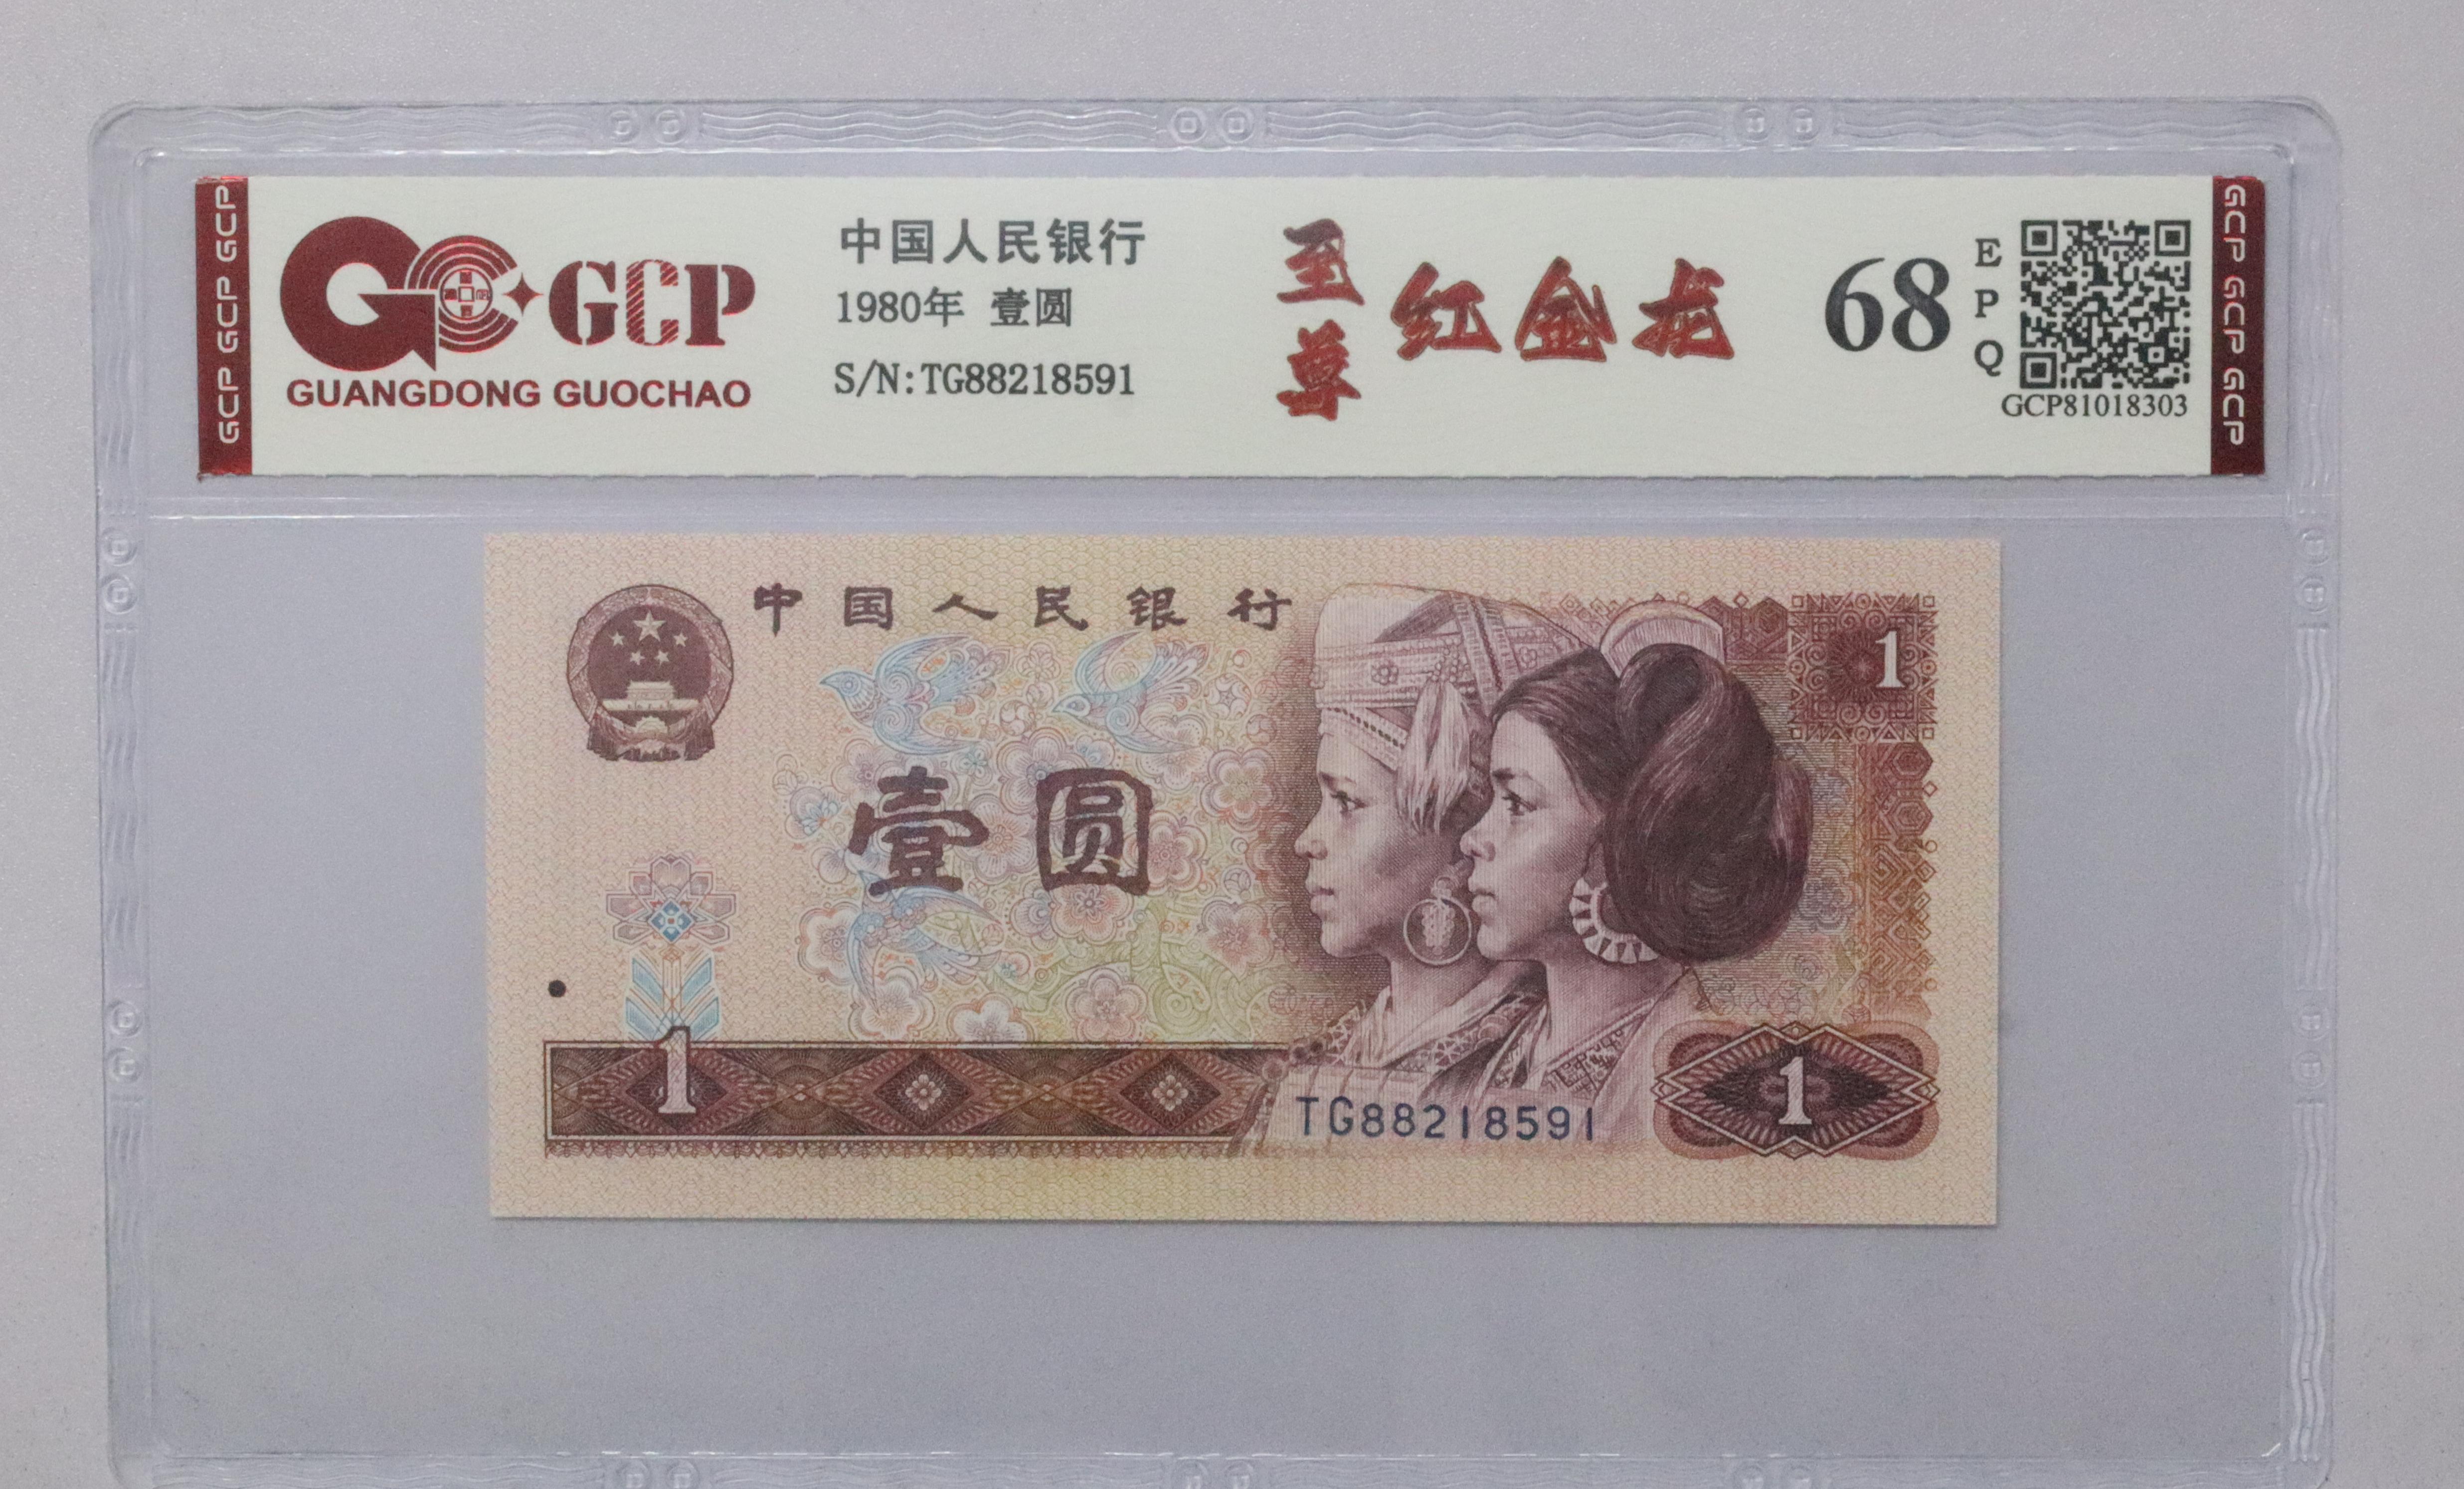 GCP GCP GCP
GCP
GUANGDONG GUOCHAO
中国人民银行
1980年 壹圆
S/N:TG88218591
至尊
红金龙
68
EPQ
GCP81018303
GCP GCP GCP
中国人民银行
1
壹圆
1
1
TG88218591